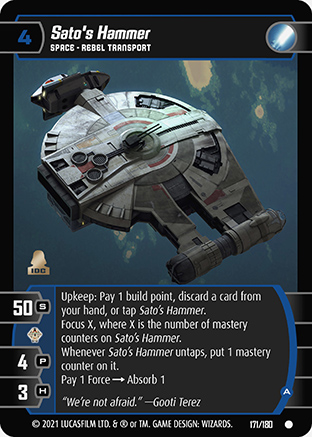 4
Sato's Hammer
SPACE - REBEL TRANSPORT
IDC
50 S
4 P
3 H
Upkeep: Pay 1 build point, discard a card from
your hand, or tap Sato's Hammer.
Focus X, where X is the number of mastery
counters on Sato's Hammer.
Whenever Sato's Hammer untaps, put 1 mastery
counter on it.
Pay 1 Force → Absorb 1
"We're not afraid." —Gooti Terez
A
© 2021 LUCASFILM LTD. & ® or TM. GAME DESIGN: WIZARDS. 171/180